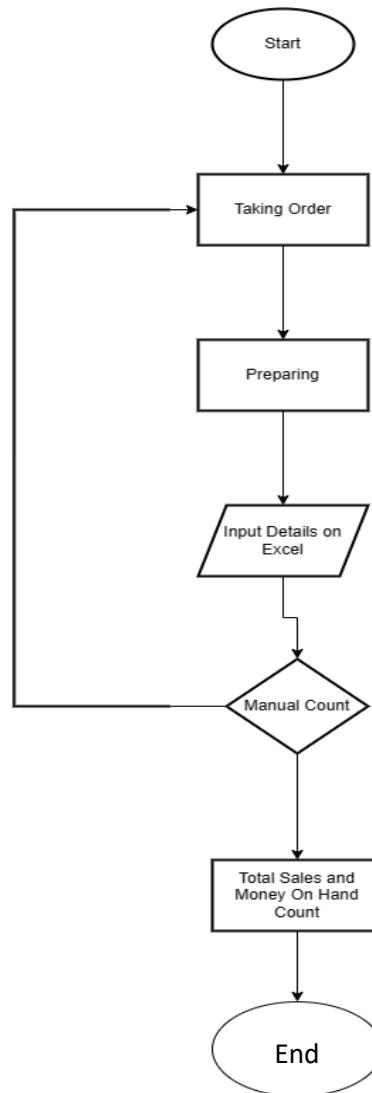 Start
Taking Order
Preparing
Input Details on
Excel
Manual Count
Total Sales and
Money On Hand
Count
End